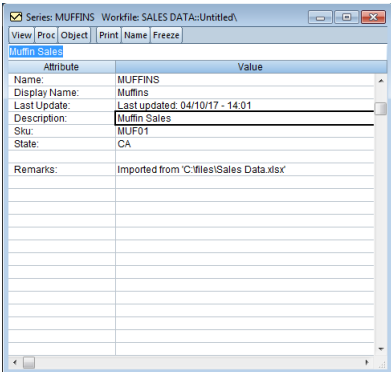 Series: MUFFINS Workfile: SALES DATA::Untitled\
View Proc Object Print Name Freeze
Muffin Sales
Attribute Value
Name: MUFFINS
Display Name: Muffins
Last Update: Last updated: 04/10/17 - 14:01
Description: Muffin Sales
Sku: MUF01
State: CA
Remarks: Imported from 'C:\files\Sales Data.xlsx'